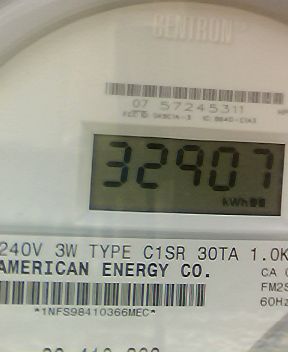 CENTRON
07 57245311
32907
kWh
240V 3W TYPE C1SR 30TA 1.0K
AMERICAN ENERGY CO.
CA
FM2S
*1NFS98410366MEC*
60Hz